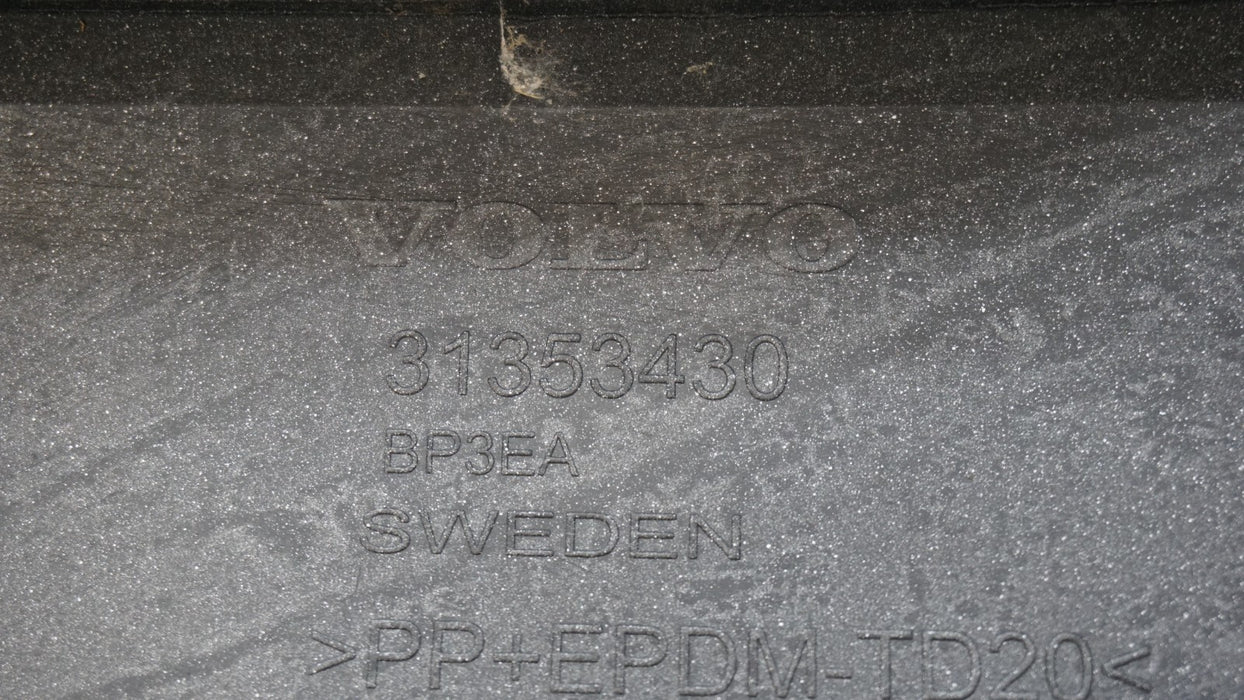 VOLVO
31353430
BP3EA
SWEDEN
>PP+EPDM-TD20<